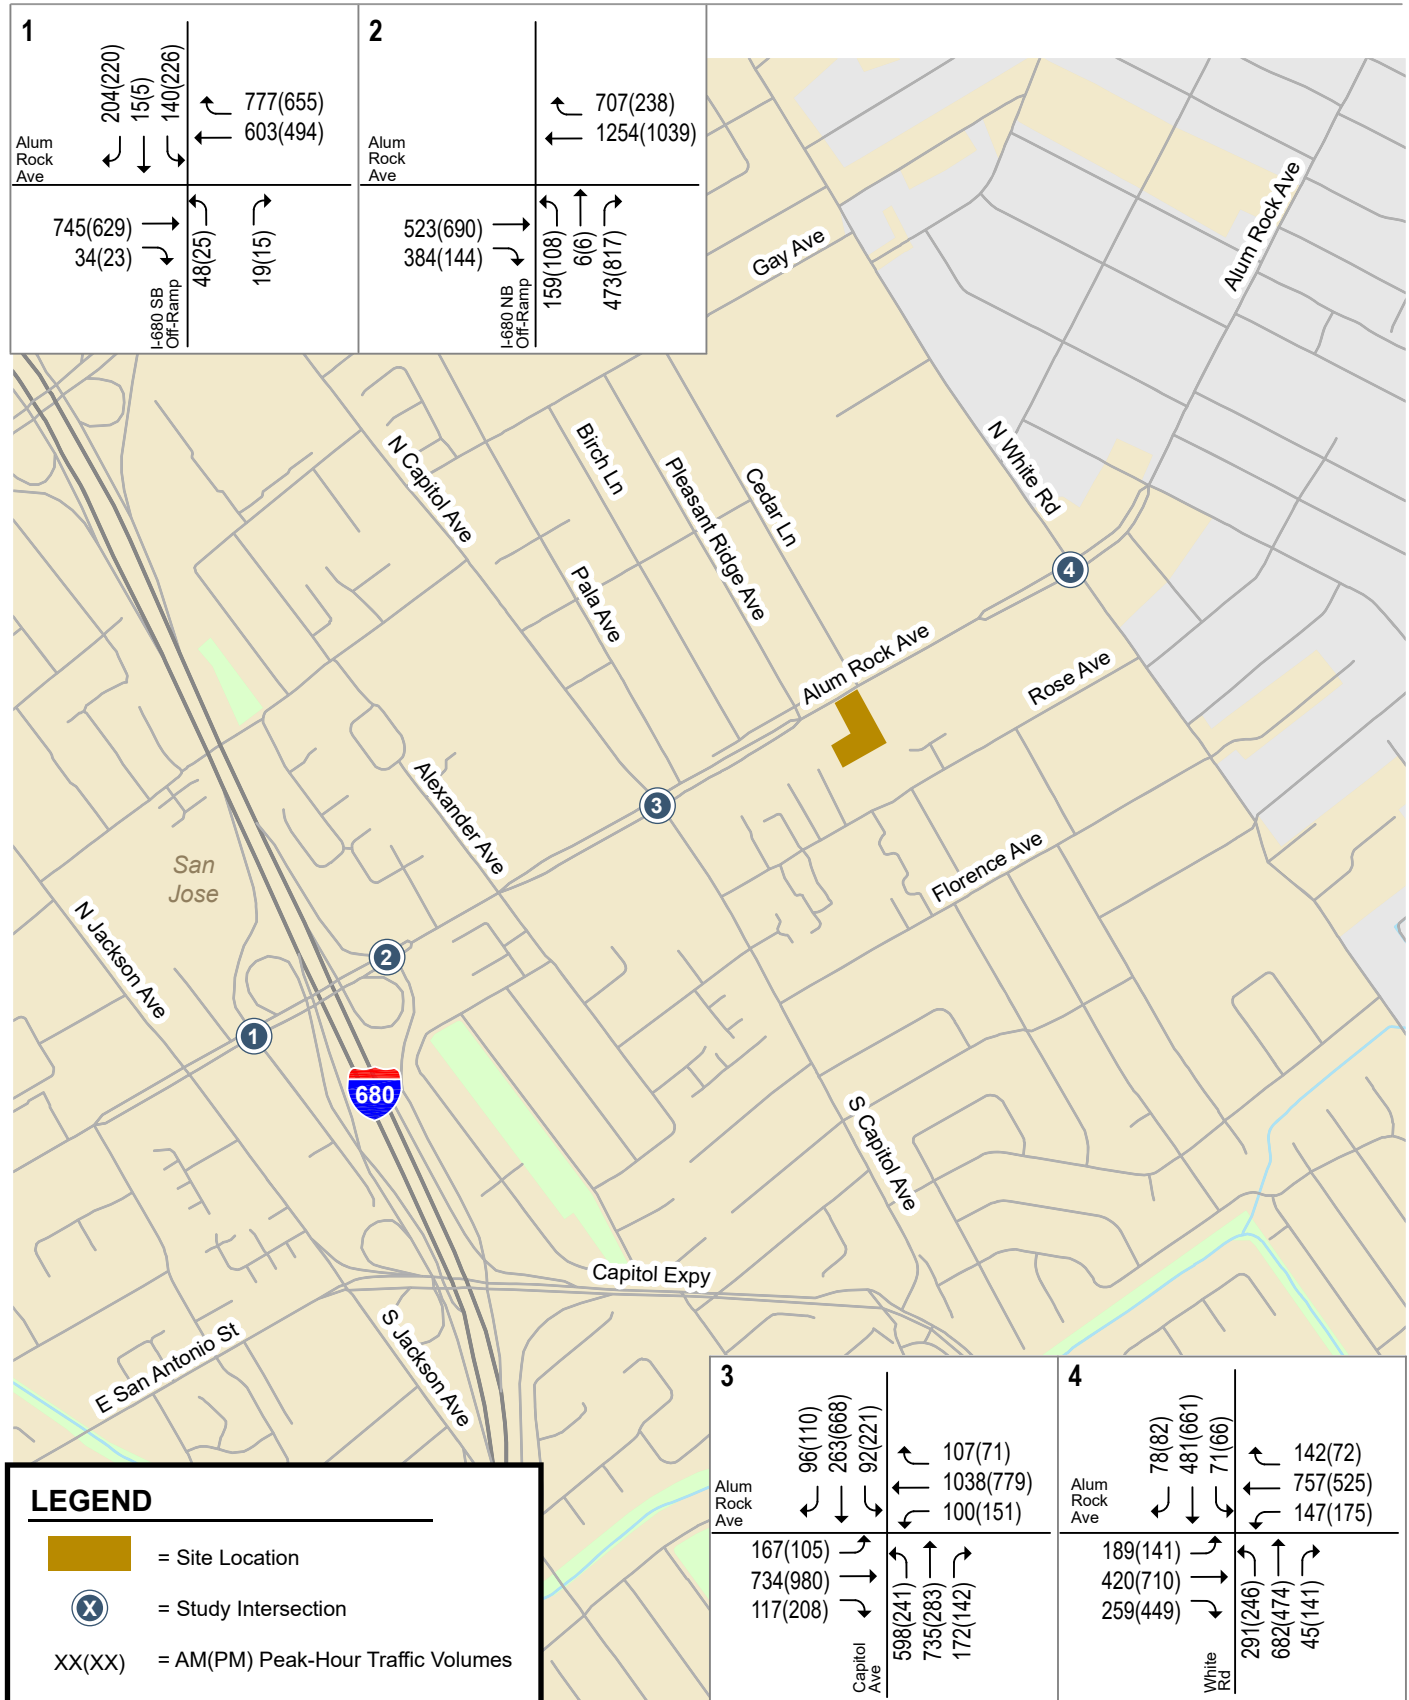 1
204(220)
15(5)
140(226)
777(655)
603(494)
Alum
Rock
Ave
745(629)
34(23)
48(25)
19(15)
I-680 SB
Off-Ramp
2
707(238)
1254(1039)
Alum
Rock
Ave
523(690)
384(144)
159(108)
6(6)
473(817)
I-680 NB
Off-Ramp
Gay Ave
Alum Rock Ave
N White Rd
N Capitol Ave
Birch Ln
Pleasant Ridge Ave
Cedar Ln
Pala Ave
4
Alum Rock Ave
Rose Ave
Alexander Ave
3
San
Jose
Florence Ave
N Jackson Ave
2
1
680
S Capitol Ave
Capitol Expy
E San Antonio St
S Jackson Ave
3
96(110)
263(668)
92(221)
107(71)
1038(779)
100(151)
Alum
Rock
Ave
167(105)
734(980)
117(208)
598(241)
735(283)
172(142)
Capitol
Ave
4
78(82)
481(661)
71(66)
142(72)
757(525)
147(175)
Alum
Rock
Ave
189(141)
420(710)
259(449)
291(246)
682(474)
45(141)
White
Rd
LEGEND
= Site Location
X = Study Intersection
XX(XX) = AM(PM) Peak-Hour Traffic Volumes